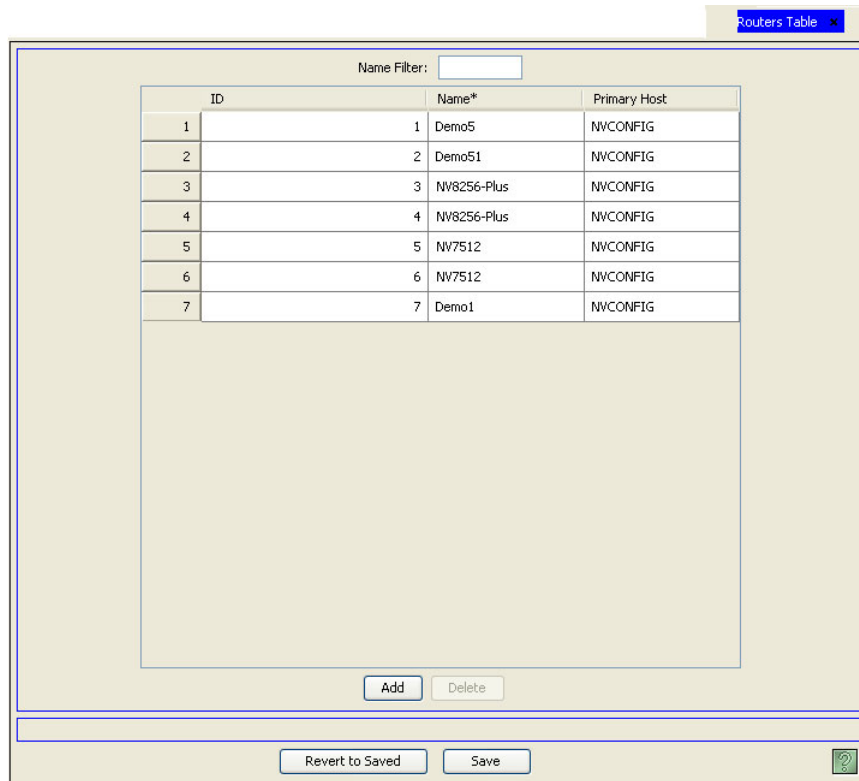 Routers Table ×
Name Filter:
ID Name* Primary Host
1 1 Demo5 NVCONFIG
2 2 Demo51 NVCONFIG
3 3 NV8256-Plus NVCONFIG
4 4 NV8256-Plus NVCONFIG
5 5 NV7512 NVCONFIG
6 6 NV7512 NVCONFIG
7 7 Demo1 NVCONFIG
Add Delete
Revert to Saved Save ?